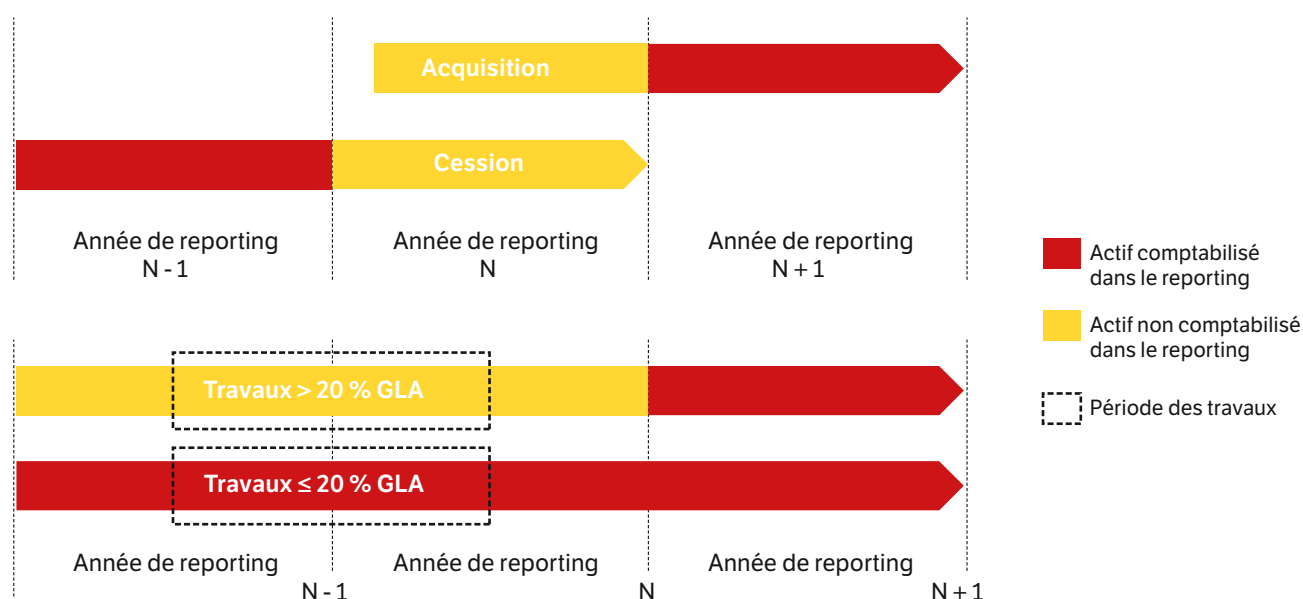 Acquisition
Cession
Année de reporting
N - 1
Année de reporting
N
Année de reporting
N + 1
Actif comptabilisé
dans le reporting
Actif non comptabilisé
dans le reporting
Période des travaux
Travaux > 20 % GLA
Travaux ≤ 20 % GLA
Année de reporting
Année de reporting
Année de reporting
N - 1
N
N + 1